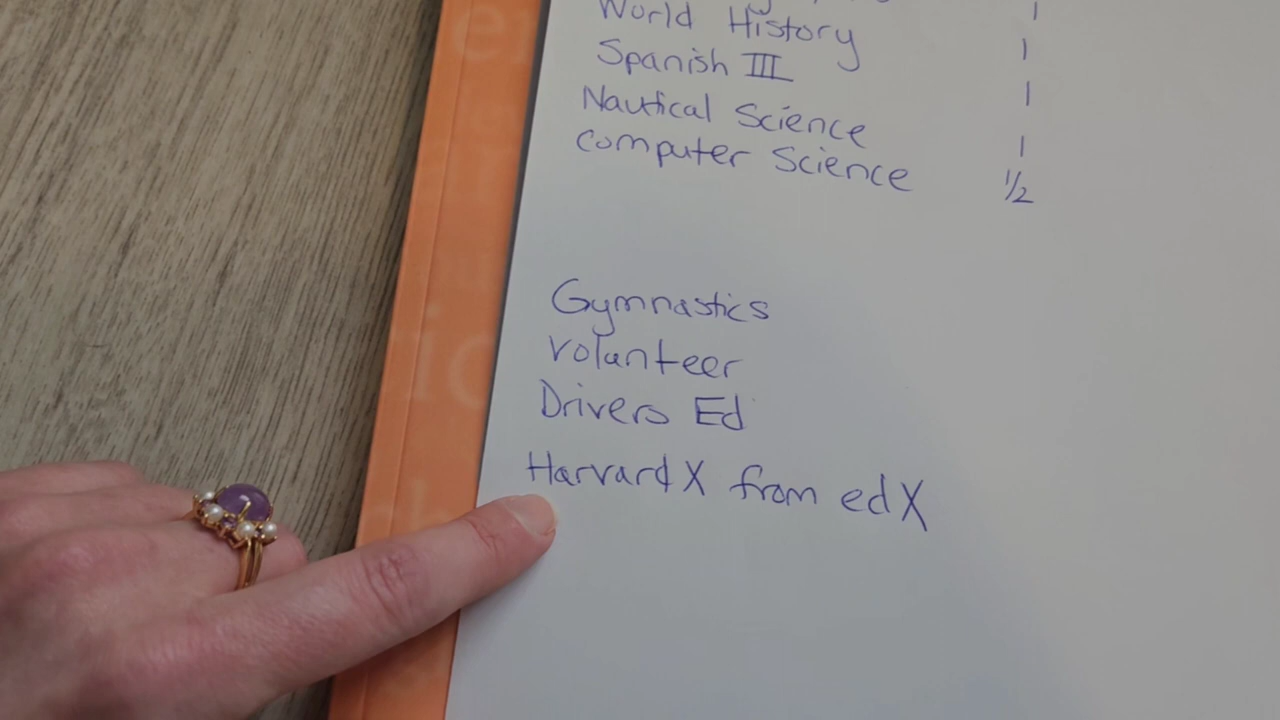 World History 1
Spanish III 1
Nautical Science 1
Computer Science 1/2
Gymnastics
Volunteer
Drivers Ed
HarvardX from edX